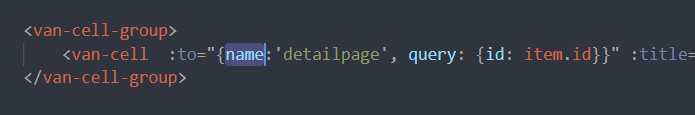 <van-cell-group>
<van-cell :to="{name:'detailpage', query: {id: item.id}}" :title=
</van-cell-group>